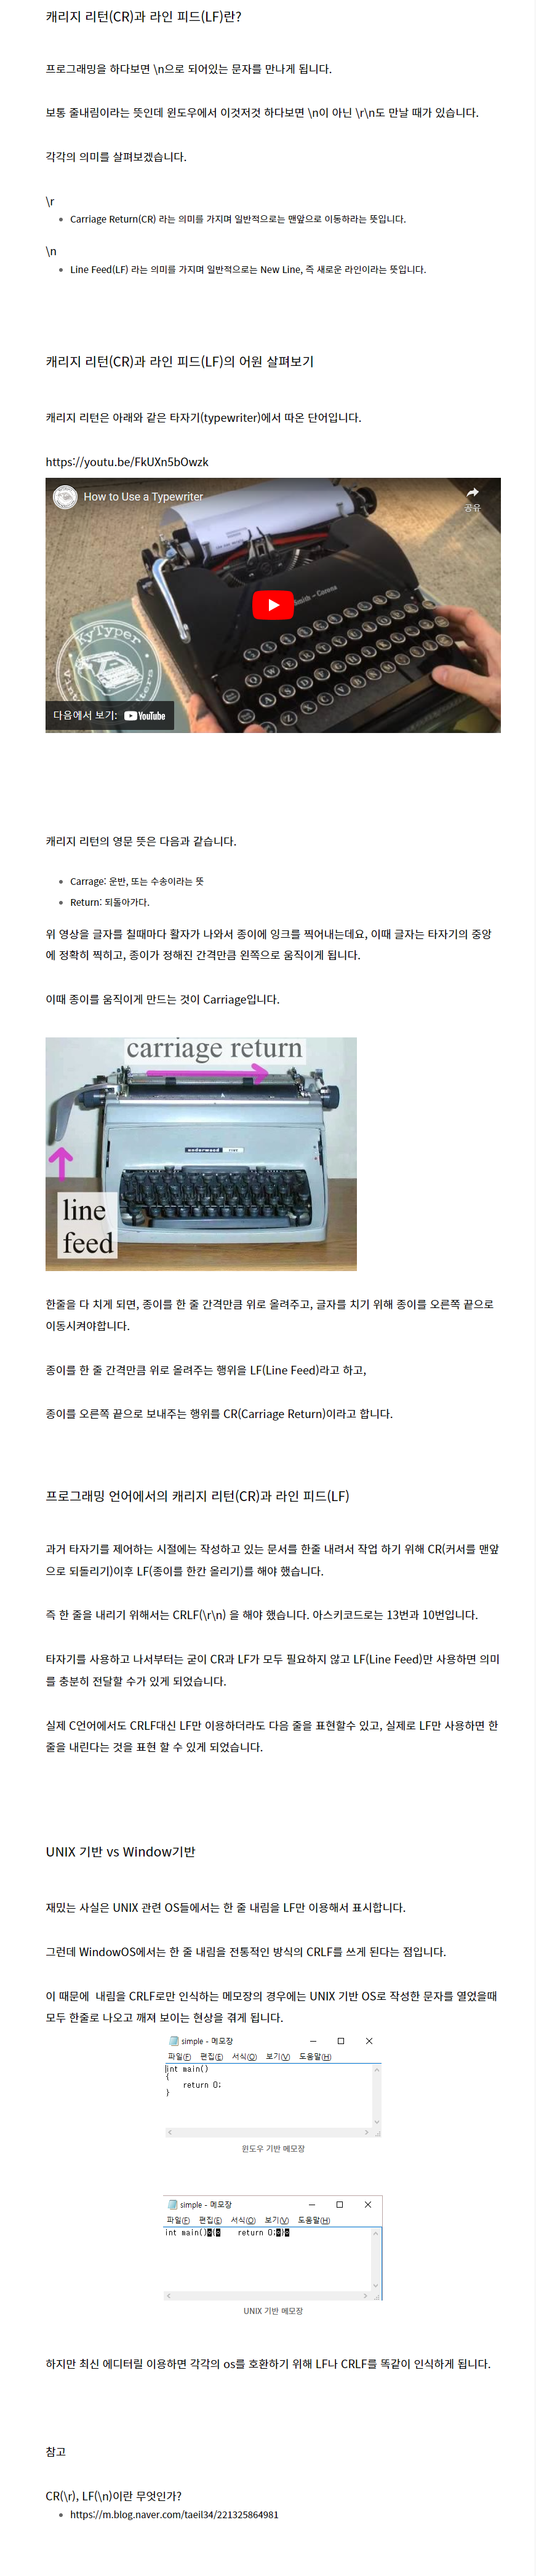 캐리지 리턴(CR)과 라인 피드(LF)란?
프로그래밍을 하다보면 \n으로 되어있는 문자를 만나게 됩니다.
보통 줄내림이라는 뜻인데 윈도우에서 이것저것 하다보면 \n이 아닌 \r\n도 만날 때가 있습니다.
각각의 의미를 살펴보겠습니다.
\r
• Carriage Return(CR) 라는 의미를 가지며 일반적으로는 맨앞으로 이동하라는 뜻입니다.
\n
• Line Feed(LF) 라는 의미를 가지며 일반적으로는 New Line, 즉 새로운 라인이라는 뜻입니다.
캐리지 리턴(CR)과 라인 피드(LF)의 어원 살펴보기
캐리지 리턴은 아래와 같은 타자기(typewriter)에서 따온 단어입니다.
https://youtu.be/FkUXn5bOwzk
How to Use a Typewriter
공유
Smith - Corona
KyTyper
다음에서 보기: YouTube
캐리지 리턴의 영문 뜻은 다음과 같습니다.
• Carrage: 운반, 또는 수송이라는 뜻
• Return: 되돌아가다.
위 영상을 글자를 칠때마다 활자가 나와서 종이에 잉크를 찍어내는데요, 이때 글자는 타자기의 중앙
에 정확히 찍히고, 종이가 정해진 간격만큼 왼쪽으로 움직이게 됩니다.
이때 종이를 움직이게 만드는 것이 Carriage입니다.
carriage return
underwood
line
feed
한줄을 다 치게 되면, 종이를 한 줄 간격만큼 위로 올려주고, 글자를 치기 위해 종이를 오른쪽 끝으로
이동시켜야합니다.
종이를 한 줄 간격만큼 위로 올려주는 행위을 LF(Line Feed)라고 하고,
종이를 오른쪽 끝으로 보내주는 행위를 CR(Carriage Return)이라고 합니다.
프로그래밍 언어에서의 캐리지 리턴(CR)과 라인 피드(LF)
과거 타자기를 제어하는 시절에는 작성하고 있는 문서를 한줄 내려서 작업 하기 위해 CR(커서를 맨앞
으로 되돌리기)이후 LF(종이를 한칸 올리기)를 해야 했습니다.
즉 한 줄을 내리기 위해서는 CRLF(\r\n) 을 해야 했습니다. 아스키코드로는 13번과 10번입니다.
타자기를 사용하고 나서부터는 굳이 CR과 LF가 모두 필요하지 않고 LF(Line Feed)만 사용하면 의미
를 충분히 전달할 수가 있게 되었습니다.
실제 C언어에서도 CRLF대신 LF만 이용하더라도 다음 줄을 표현할수 있고, 실제로 LF만 사용하면 한
줄을 내린다는 것을 표현 할 수 있게 되었습니다.
UNIX 기반 vs Window기반
재밌는 사실은 UNIX 관련 OS들에서는 한 줄 내림을 LF만 이용해서 표시합니다.
그런데 WindowOS에서는 한 줄 내림을 전통적인 방식의 CRLF를 쓰게 된다는 점입니다.
이 때문에  내림을 CRLF로만 인식하는 메모장의 경우에는 UNIX 기반 OS로 작성한 문자를 열었을때
모두 한줄로 나오고 깨져 보이는 현상을 겪게 됩니다.
simple - 메모장
파일(F) 편집(E) 서식(O) 보기(V) 도움말(H)
int main()
{
return 0;
}
윈도우 기반 메모장
simple - 메모장
파일(F) 편집(E) 서식(O) 보기(V) 도움말(H)
int main(){ return 0;}
UNIX 기반 메모장
하지만 최신 에디터릴 이용하면 각각의 os를 호환하기 위해 LF나 CRLF를 똑같이 인식하게 됩니다.
참고
CR(\r), LF(\n)이란 무엇인가?
• https://m.blog.naver.com/taeil34/221325864981